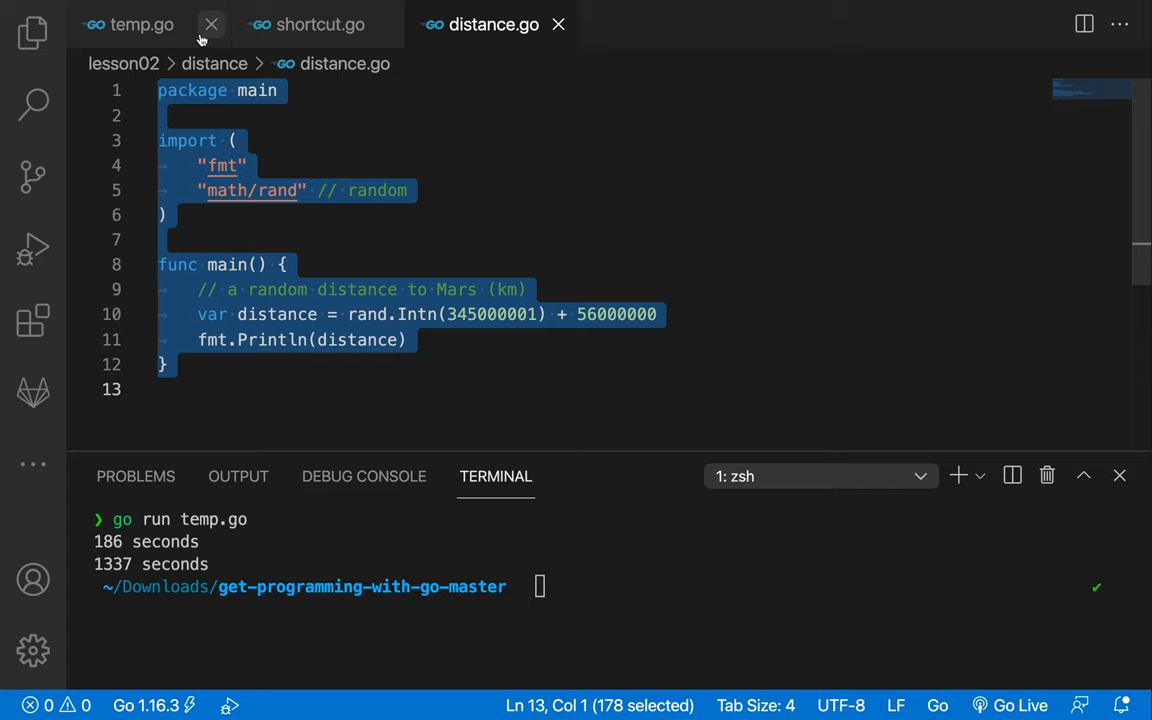 GO temp.go GO shortcut.go GO distance.go
lesson02 > distance > GO distance.go
1 package main
2
3 import (
4 "fmt"
5 "math/rand" // random
6 )
7
8 func main() {
9 // a random distance to Mars (km)
10 var distance = rand.Intn(345000001) + 56000000
11 fmt.Println(distance)
12 }
13
PROBLEMS OUTPUT DEBUG CONSOLE TERMINAL 1: zsh
❯ go run temp.go
186 seconds
1337 seconds
~/Downloads/get-programming-with-go-master
0 0 Go 1.16.3 Ln 13, Col 1 (178 selected) Tab Size: 4 UTF-8 LF Go Go Live